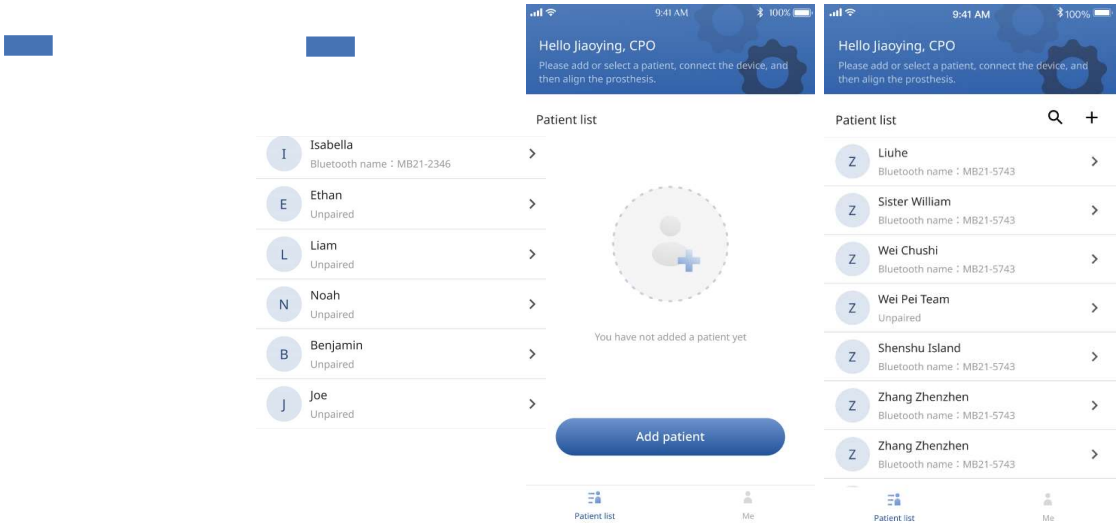 I
Isabella
Bluetooth name：MB21-2346
E
Ethan
Unpaired
L
Liam
Unpaired
N
Noah
Unpaired
B
Benjamin
Unpaired
J
Joe
Unpaired
9:41 AM
100%
Hello Jiaoying, CPO
Please add or select a patient, connect the device, and
then align the prosthesis.
Patient list
You have not added a patient yet
Add patient
Patient list
Me
9:41 AM
100%
Hello Jiaoying, CPO
Please add or select a patient, connect the device, and
then align the prosthesis.
Patient list
Z
Liuhe
Bluetooth name：MB21-5743
Z
Sister William
Bluetooth name：MB21-5743
Z
Wei Chushi
Bluetooth name：MB21-5743
Z
Wei Pei Team
Unpaired
Z
Shenshu Island
Bluetooth name：MB21-5743
Z
Zhang Zhenzhen
Bluetooth name：MB21-5743
Z
Zhang Zhenzhen
Bluetooth name：MB21-5743
Patient list
Me